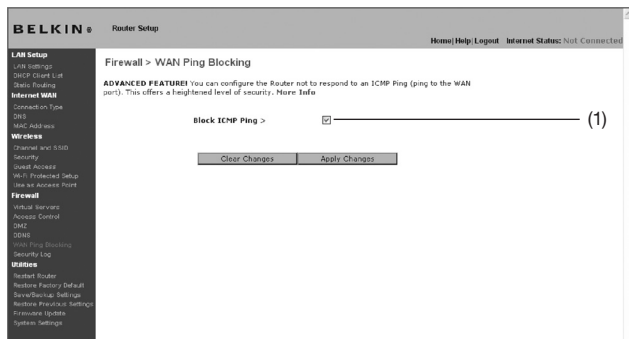 BELKIN®
Router Setup
Home|Help|Logout Internet Status: Not Connected
LAN Setup
LAN Settings
DHCP Client List
Static Routing
Internet WAN
Connection Type
DNS
MAC Address
Wireless
Channel and SSID
Security
Guest Access
Wi-Fi Protected Setup
Use as Access Point
Firewall
Virtual Servers
Access Control
DMZ
DDNS
WAN Ping Blocking
Security Log
Utilities
Restart Router
Restore Factory Default
Save/Backup Settings
Restore Previous Settings
Firmware Update
System Settings
Firewall > WAN Ping Blocking
ADVANCED FEATURE! You can configure the Router not to respond to an ICMP Ping (ping to the WAN
port). This offers a heightened level of security. More Info
Block ICMP Ping >
(1)
Clear Changes
Apply Changes